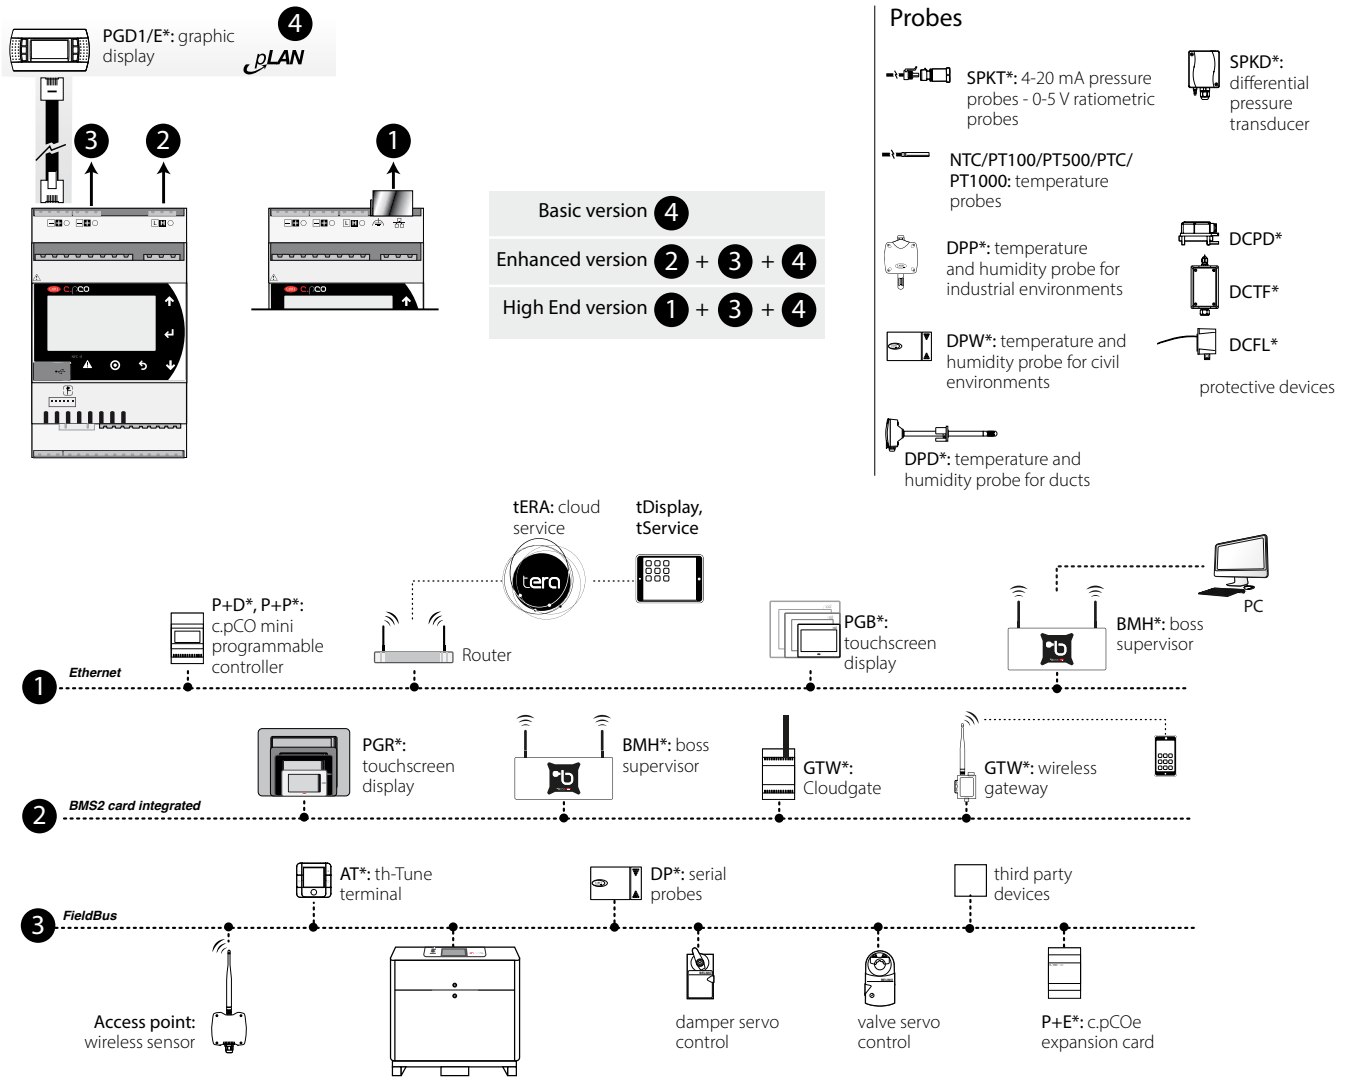 4
PGD1/E*: graphic
display
pLAN
3
2
1
c.pCO
c.pCO
Basic version 4
Enhanced version 2 + 3 + 4
High End version 1 + 3 + 4
Probes
SPKT*: 4-20 mA pressure
probes - 0-5 V ratiometric
probes
SPKD*:
differential
pressure
transducer
NTC/PT100/PT500/PTC/
PT1000: temperature
probes
DPP*: temperature
and humidity probe for
industrial environments
DCPD*
DCTF*
DPW*: temperature and
humidity probe for civil
environments
DCFL*
protective devices
DPD*: temperature and
humidity probe for ducts
tERA: cloud
service
tDisplay,
tService
tera
P+D*, P+P*:
c.pCO mini
programmable
controller
Router
PGB*:
touchscreen
display
BMH*: boss
supervisor
PC
1 Ethernet
PGR*:
touchscreen
display
BMH*: boss
supervisor
GTW*:
Cloudgate
GTW*: wireless
gateway
2 BMS2 card integrated
AT*: th-Tune
terminal
DP*: serial
probes
third party
devices
3 FieldBus
Access point:
wireless sensor
damper servo
control
valve servo
control
P+E*: c.pCOe
expansion card